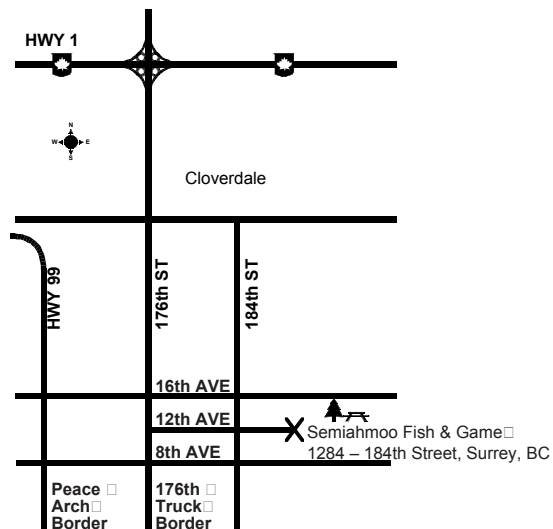 HWY 1
N
W E
S
Cloverdale
HWY 99
176th ST
184th ST
16th AVE
12th AVE
8th AVE
Semiahmoo Fish & Game
1284 – 184th Street, Surrey, BC
Peace
Arch
Border
176th
Truck
Border